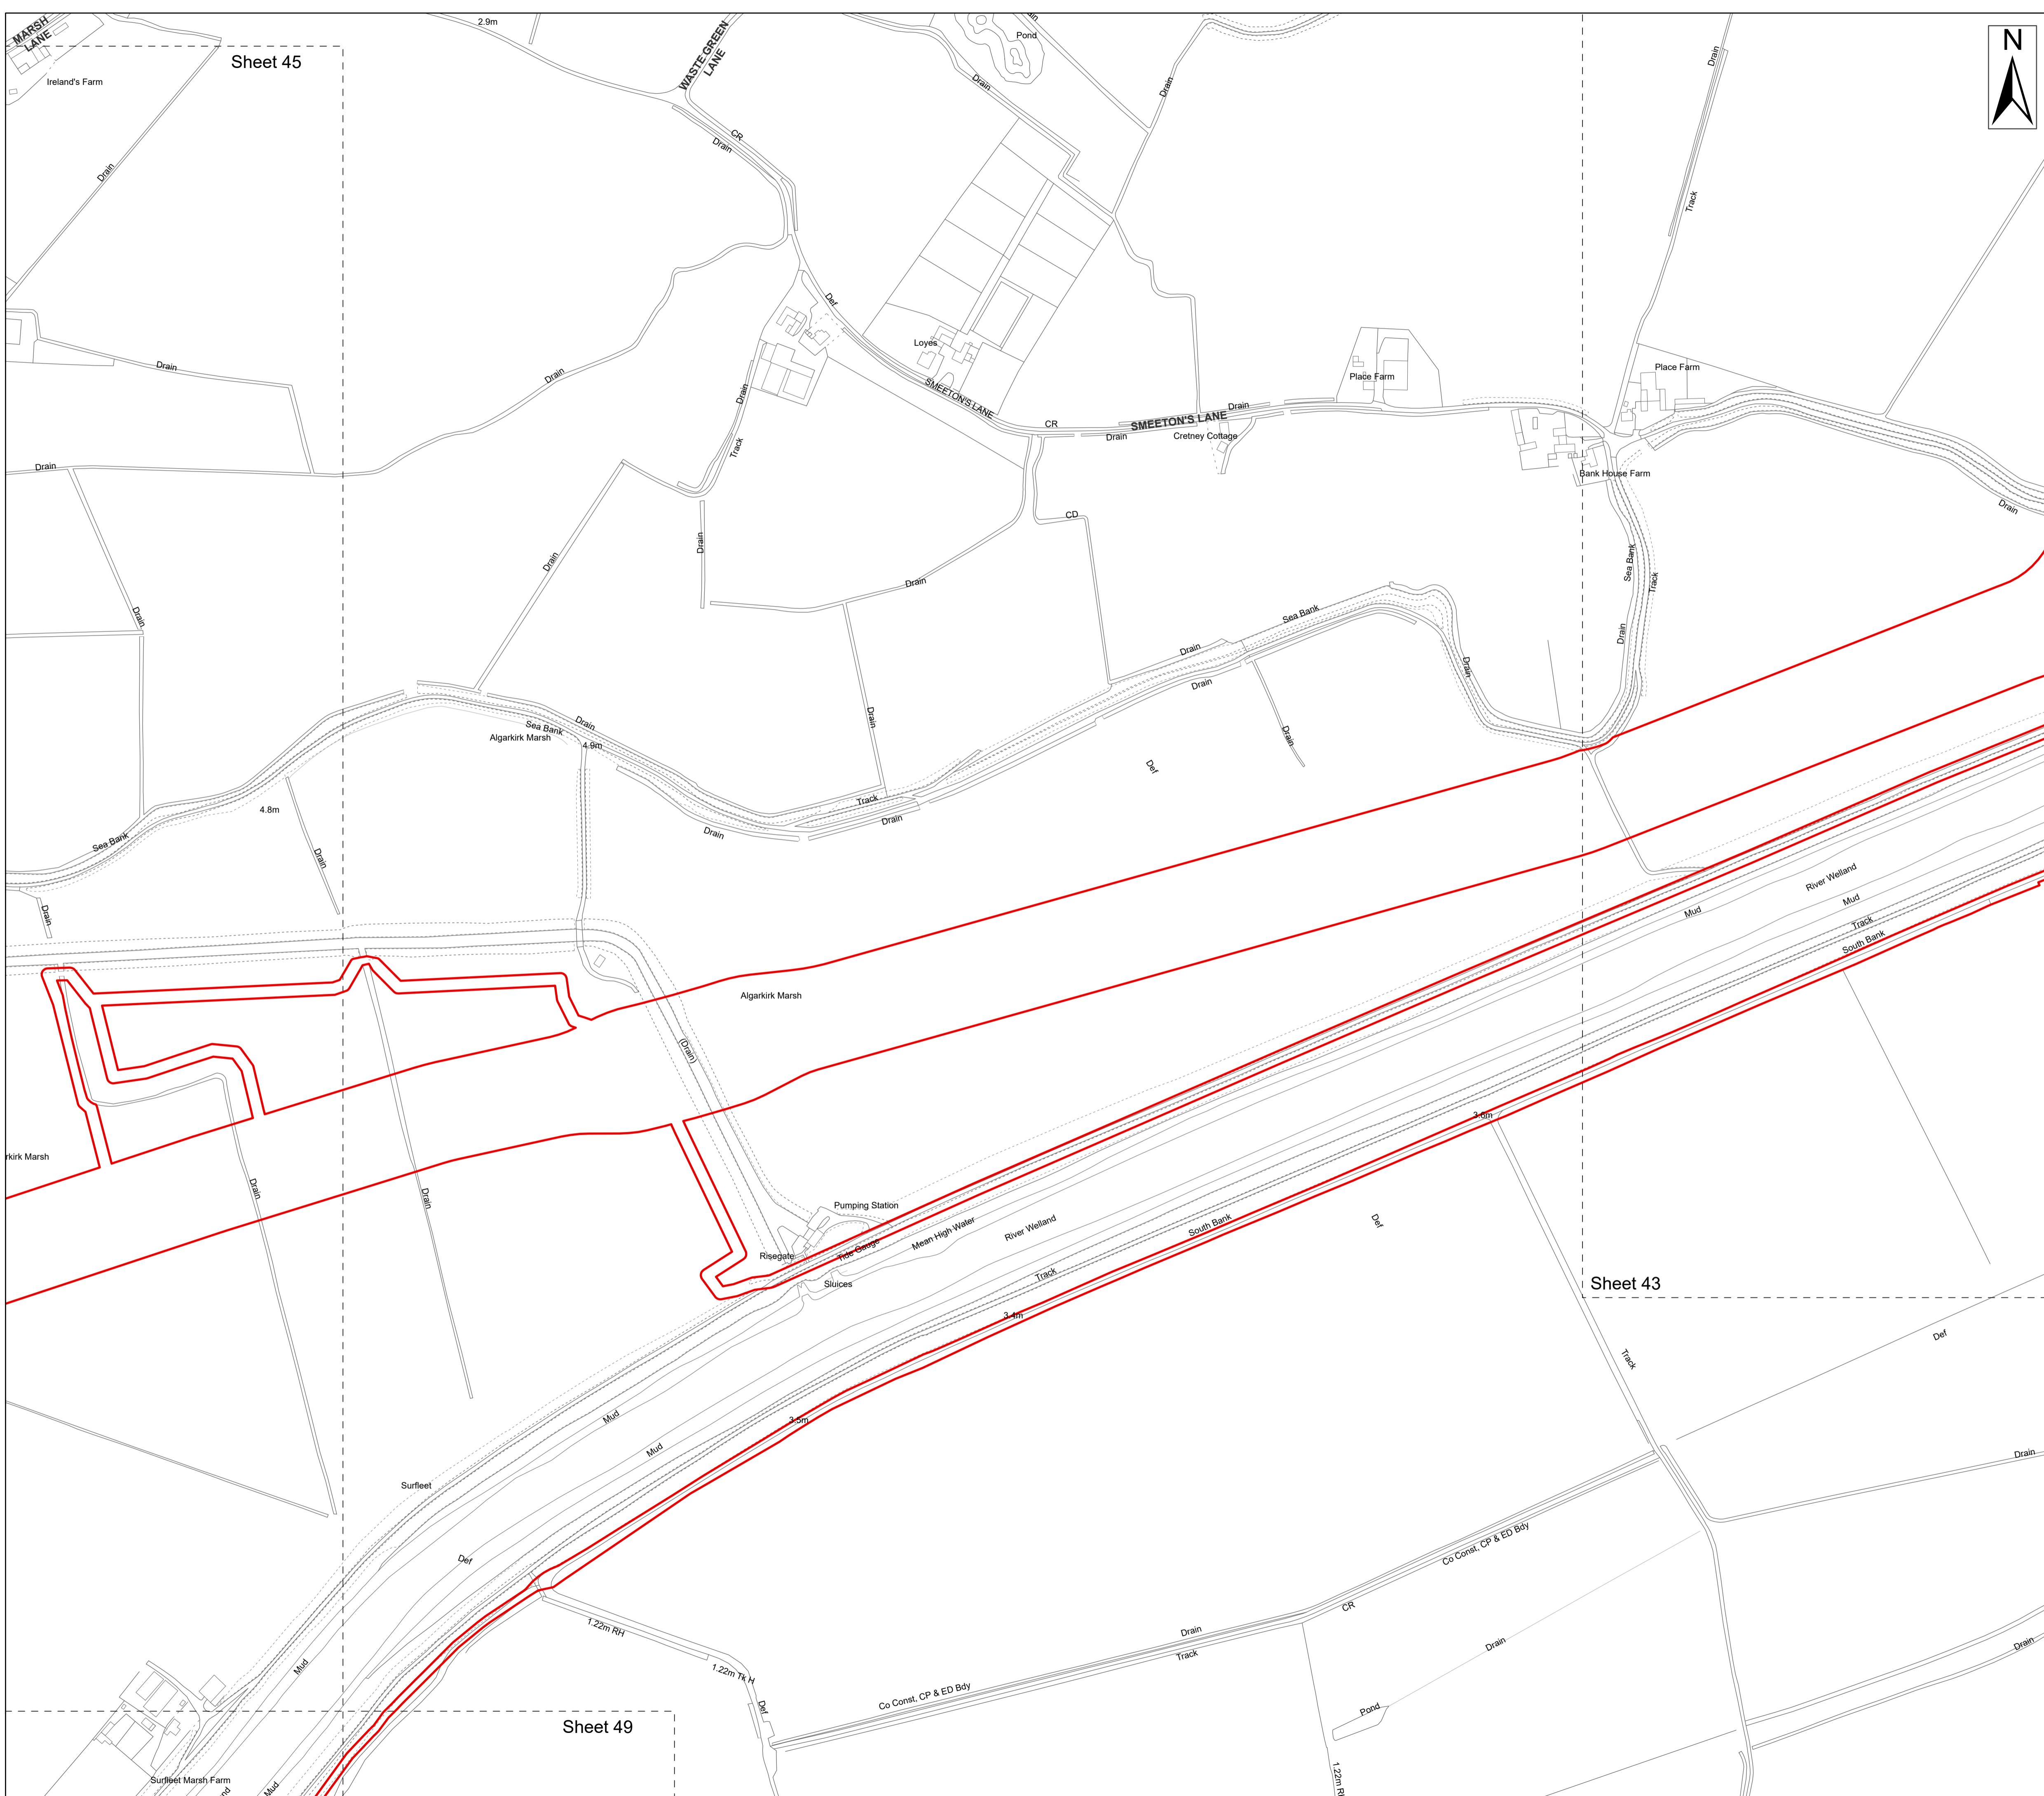 MARSH
LANE
Sheet 45
Ireland's Farm
2.9m
WASTE GREEN
LANE
Pond
Drain
Drain
Drain
N
Drain
CR
Drain
Drain
Track
Def
Loyes
SMEETON'S LANE
Place Farm
Place Farm
Drain
Drain
Drain
Track
CR
SMEETON'S LANE
Drain
Drain
Cretney Cottage
Bank House Farm
Drain
Drain
CD
Drain
Drain
Drain
Drain
Sea Bank
Track
Drain
Sea Bank
Drain
Drain
Drain
Drain
Drain
Drain
Sea Bank
Algarkirk Marsh
4.9m
Def
4.8m
Track
Drain
Drain
Sea Bank
Drain
Drain
River Welland
Mud
Mud
Track
South Bank
Algarkirk Marsh
(Drain)
rkirk Marsh
Drain
Drain
3.6m
Pumping Station
Def
South Bank
River Welland
Mean High Water
Tide Gauge
Risegate
Sluices
Track
Sheet 43
3.4m
Def
Track
Mud
3.5m
Mud
Drain
Surfleet
Def
Co Const, CP & ED Bdy
CR
1.22m RH
Drain
Track
Drain
Drain
Mud
1.22m Tk H
Co Const, CP & ED Bdy
Def
Pond
Sheet 49
Surfleet Marsh Farm
Mud
nd